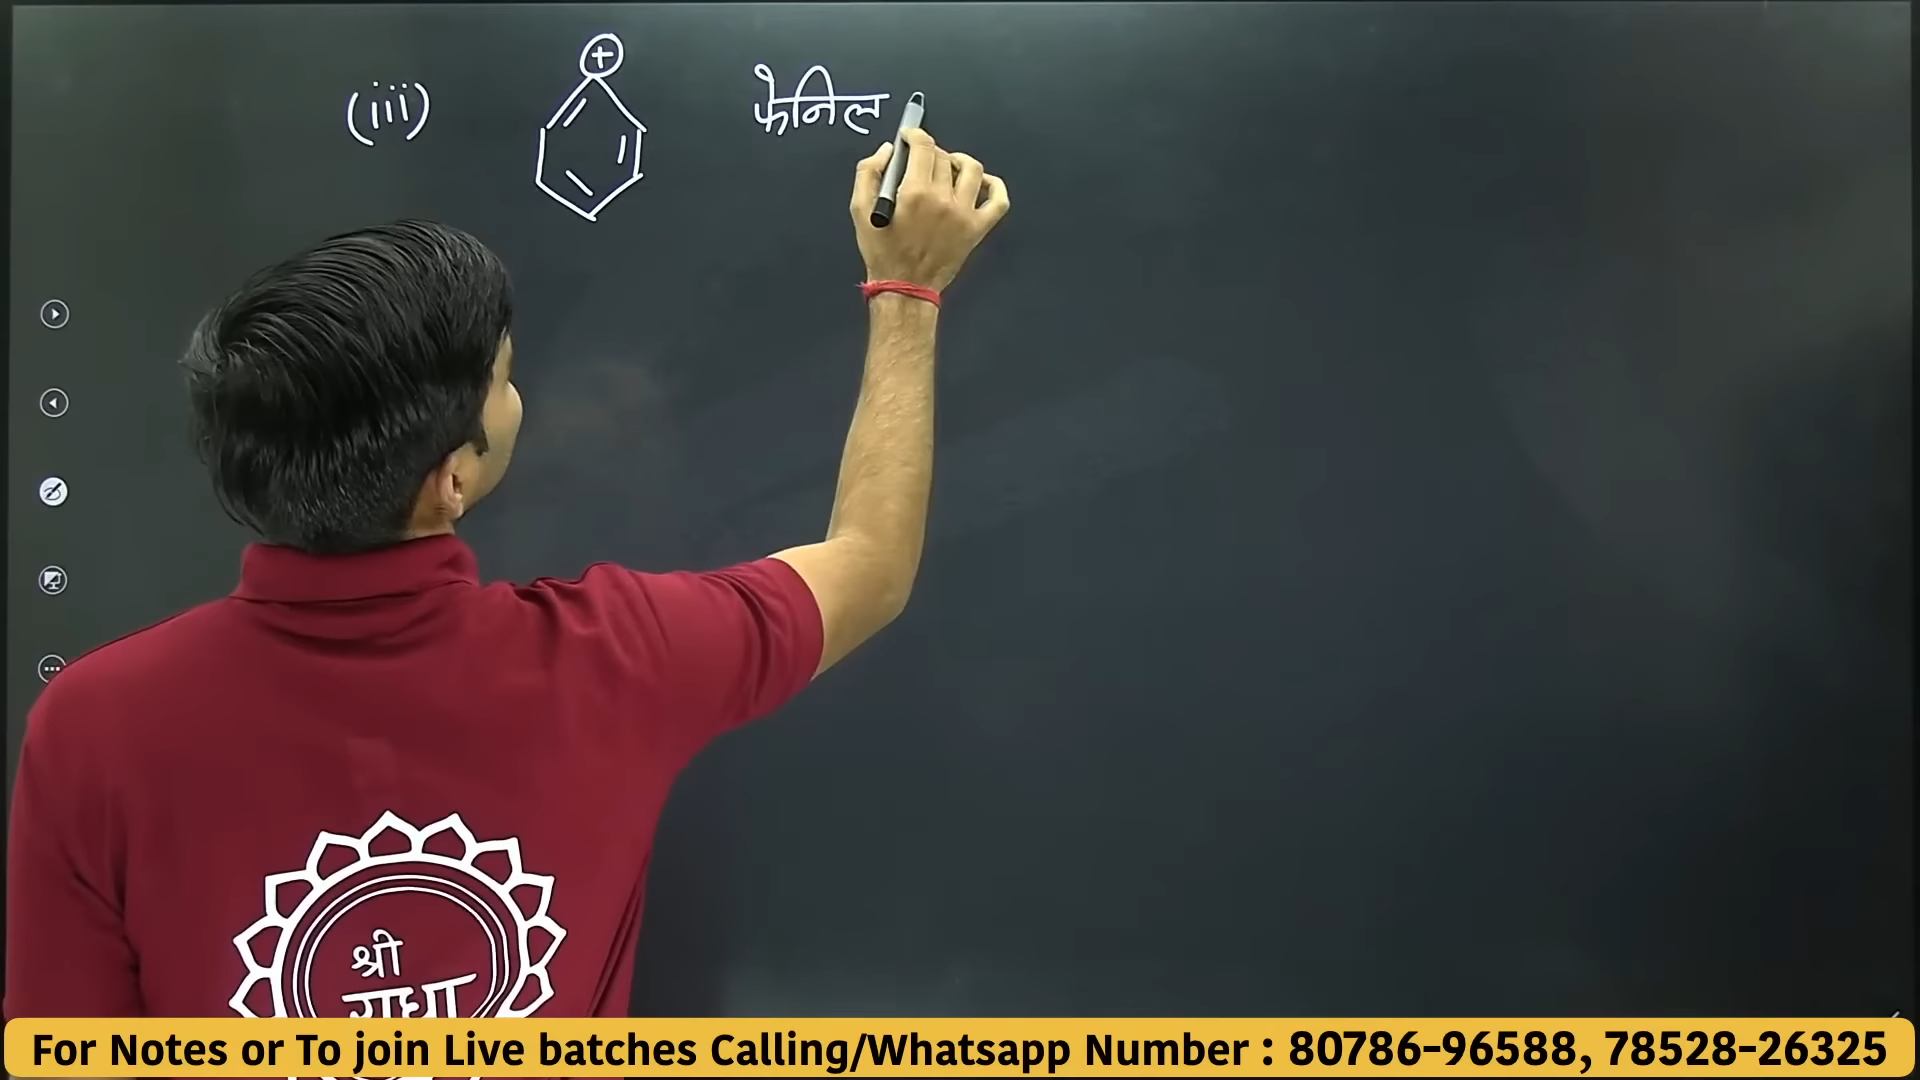 (iii) + फेनिल
श्री
राधा
For Notes or To join Live batches Calling/Whatsapp Number : 80786-96588, 78528-26325